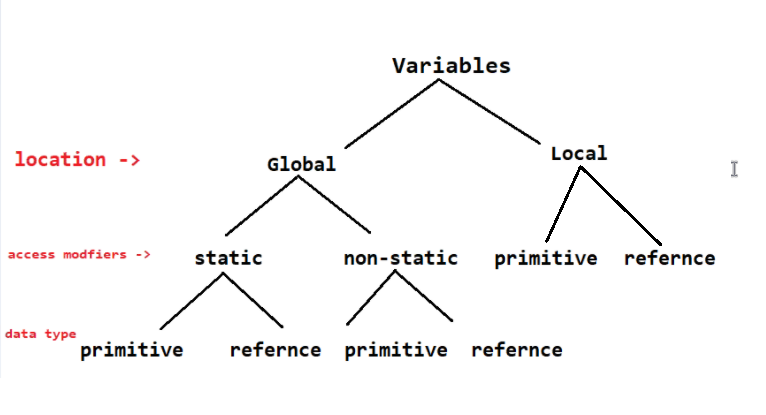 Variables
location -> Global Local
access modfiers -> static non-static primitive refernce
data type primitive refernce primitive refernce